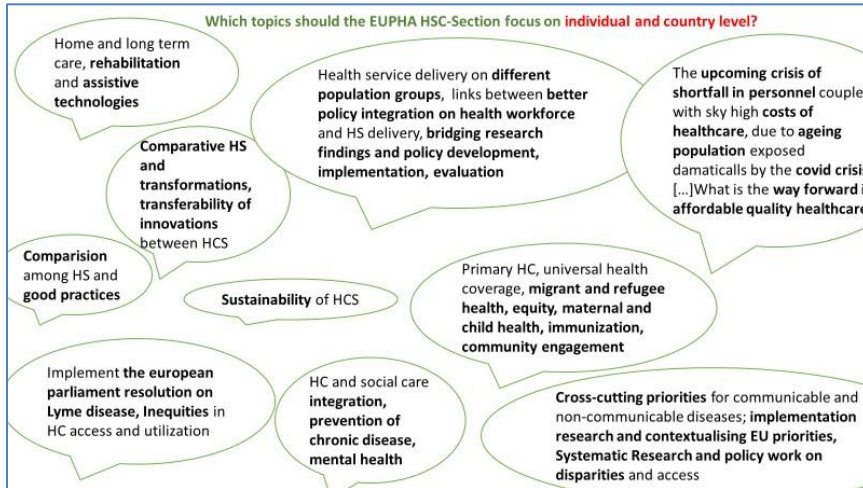 Which topics should the EUPHA HSC-Section focus on individual and country level?
Home and long term
care, rehabilitation
and assistive
technologies
Health service delivery on different
population groups, links between better
policy integration on health workforce
and HS delivery, bridging research
findings and policy development,
implementation, evaluation
The upcoming crisis of
shortfall in personnel couple
with sky high costs of
healthcare, due to ageing
population exposed
damaticalls by the covid crisis
[...]What is the way forward i
affordable quality healthcare
Comparative HS
and
transformations,
transferability of
innovations
between HCS
Comparision
among HS and
good practices
Sustainability of HCS
Primary HC, universal health
coverage, migrant and refugee
health, equity, maternal and
child health, immunization,
community engagement
Implement the european
parliament resolution on
Lyme disease, Inequities in
HC access and utilization
HC and social care
integration,
prevention of
chronic disease,
mental health
Cross-cutting priorities for communicable and
non-communicable diseases; implementation
research and contextualising EU priorities,
Systematic Research and policy work on
disparities and access